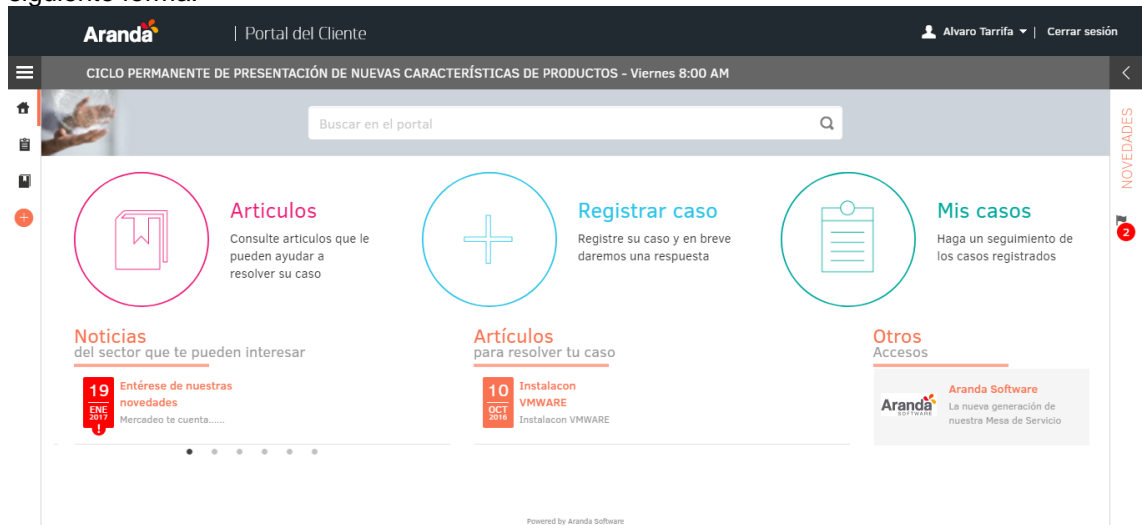 siguiente forma:
Aranda | Portal del Cliente
Alvaro Tarrifa | Cerrar sesión
CICLO PERMANENTE DE PRESENTACIÓN DE NUEVAS CARACTERÍSTICAS DE PRODUCTOS - Viernes 8:00 AM
Buscar en el portal
NOVEDADES
2
Articulos
Consulte articulos que le
pueden ayudar a
resolver su caso
Registrar caso
Registre su caso y en breve
daremos una respuesta
Mis casos
Haga un seguimiento de
los casos registrados
Noticias
del sector que te pueden interesar
19
ENE
2017
Entérese de nuestras
novedades
Mercadeo te cuenta......
Artículos
para resolver tu caso
10
OCT
2016
Instalacon
VMWARE
Instalacon VMWARE
Otros
Accesos
Aranda
SOFTWARE
Aranda Software
La nueva generación de
nuestra Mesa de Servicio
Powered by Aranda Software